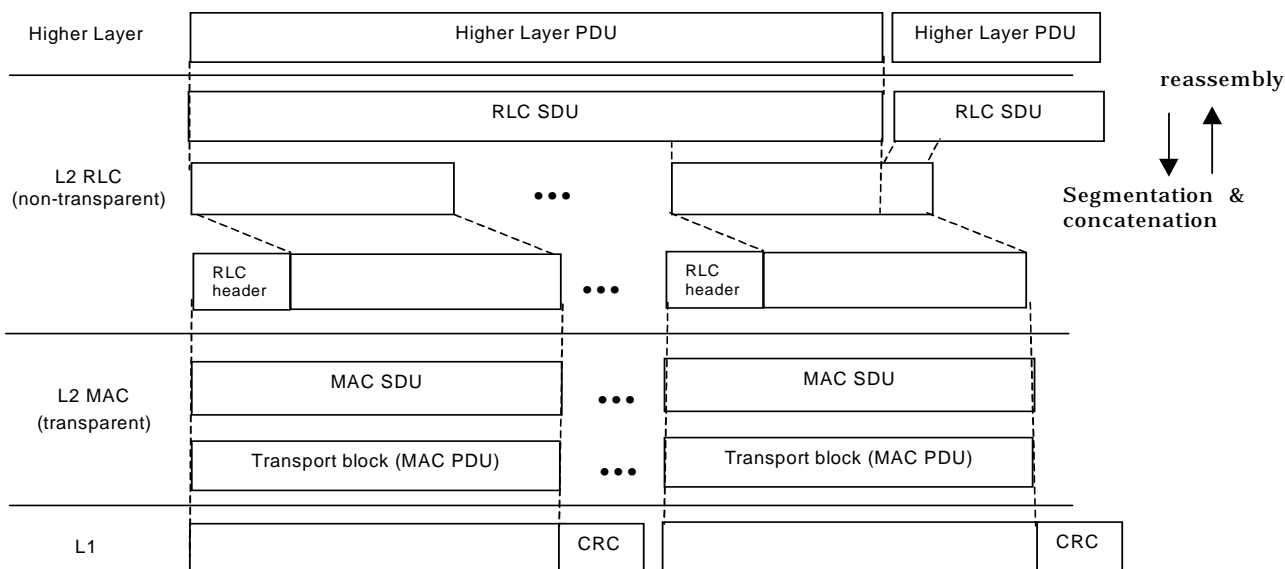 Higher Layer
Higher Layer PDU
Higher Layer PDU
reassembly
RLC SDU
RLC SDU
L2 RLC
(non-transparent)
Segmentation &
concatenation
RLC
header
RLC
header
L2 MAC
(transparent)
MAC SDU
MAC SDU
Transport block (MAC PDU)
Transport block (MAC PDU)
L1
CRC
CRC